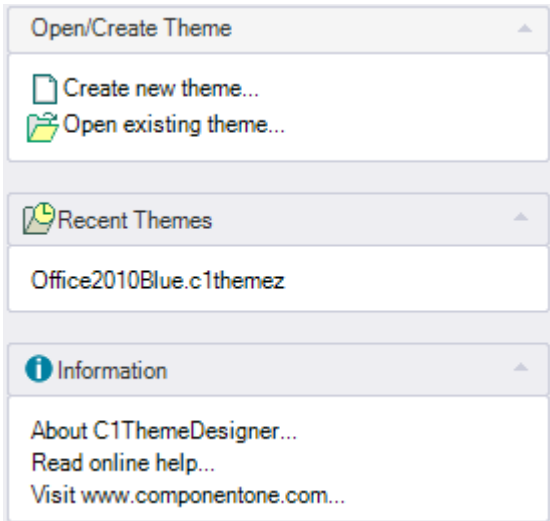 Open/Create Theme
Create new theme...
Open existing theme...
Recent Themes
Office2010Blue.c1themez
Information
About C1ThemeDesigner...
Read online help...
Visit www.componentone.com...